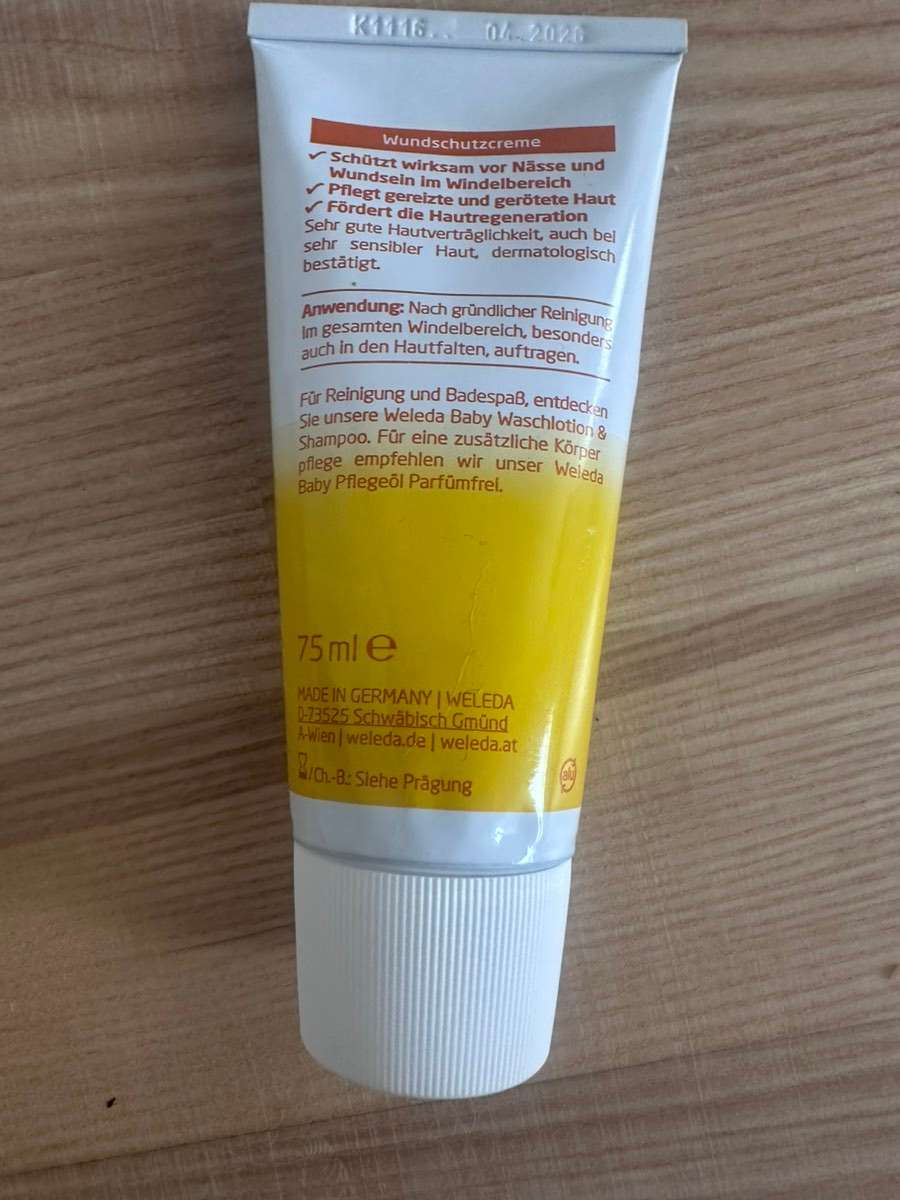 K1116.. 04.2026
Wundschutzcreme
✓ Schützt wirksam vor Nässe und
Wundsein im Windelbereich
✓ Pflegt gereizte und gerötete Haut
✓ Fördert die Hautregeneration
Sehr gute Hautverträglichkeit, auch bei
sehr sensibler Haut, dermatologisch
bestätigt.
Anwendung: Nach gründlicher Reinigung
im gesamten Windelbereich, besonders
auch in den Hautfalten, auftragen.
Für Reinigung und Badespaß, entdecken
Sie unsere Weleda Baby Waschlotion &
Shampoo. Für eine zusätzliche Körper
pflege empfehlen wir unser Weleda
Baby Pflegeöl Parfümfrei.
75 ml ℮
MADE IN GERMANY | WELEDA
D-73525 Schwäbisch Gmünd
A-Wien | weleda.de | weleda.at
/Ch.-B.: Siehe Prägung
alu